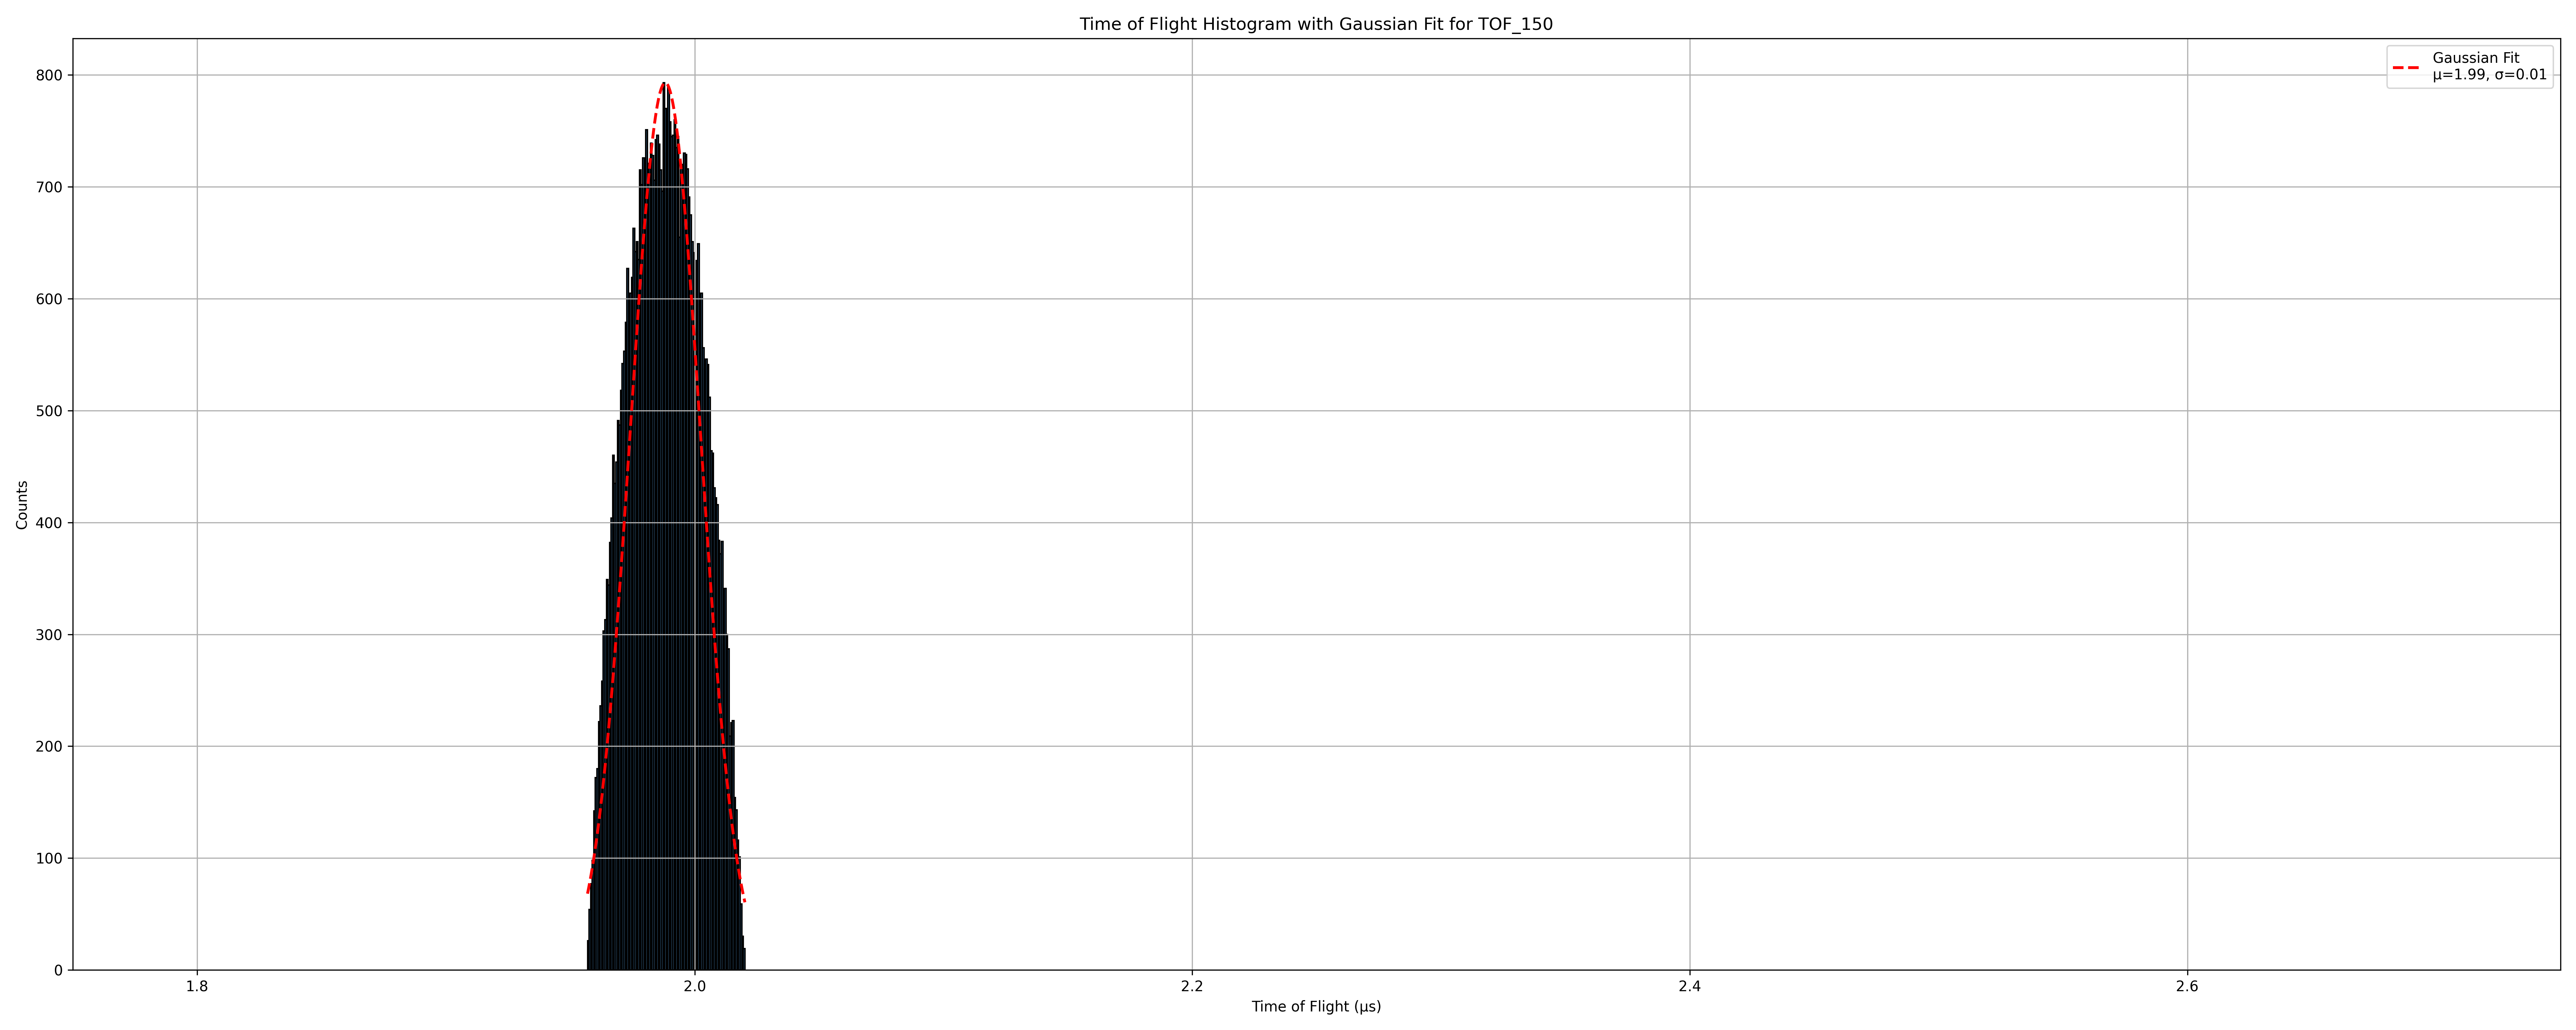 Time of Flight Histogram with Gaussian Fit for TOF_150
Gaussian Fit
μ=1.99, σ=0.01
800
700
600
500
400
300
200
100
0
Counts
1.8
2.0
2.2
2.4
2.6
Time of Flight (μs)